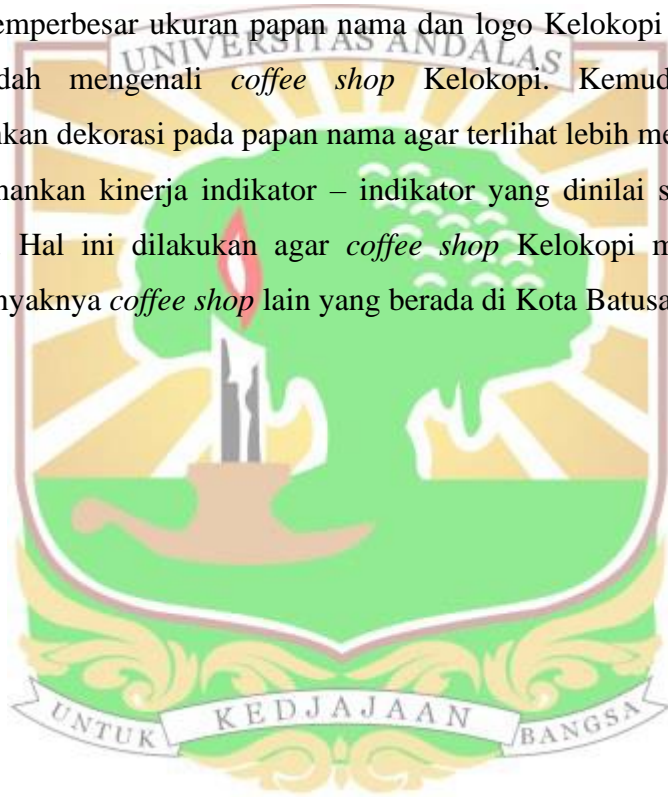 emperbesar ukuran papan nama dan logo Kelokopi
UNIVERSITAS ANDALAS
dah mengenali coffee shop Kelokopi. Kemud
nkan dekorasi pada papan nama agar terlihat lebih me
nankan kinerja indikator – indikator yang dinilai s
Hal ini dilakukan agar coffee shop Kelokopi m
nyaknya coffee shop lain yang berada di Kota Batusa
UNTUK KEDJAJAAN BANGSA